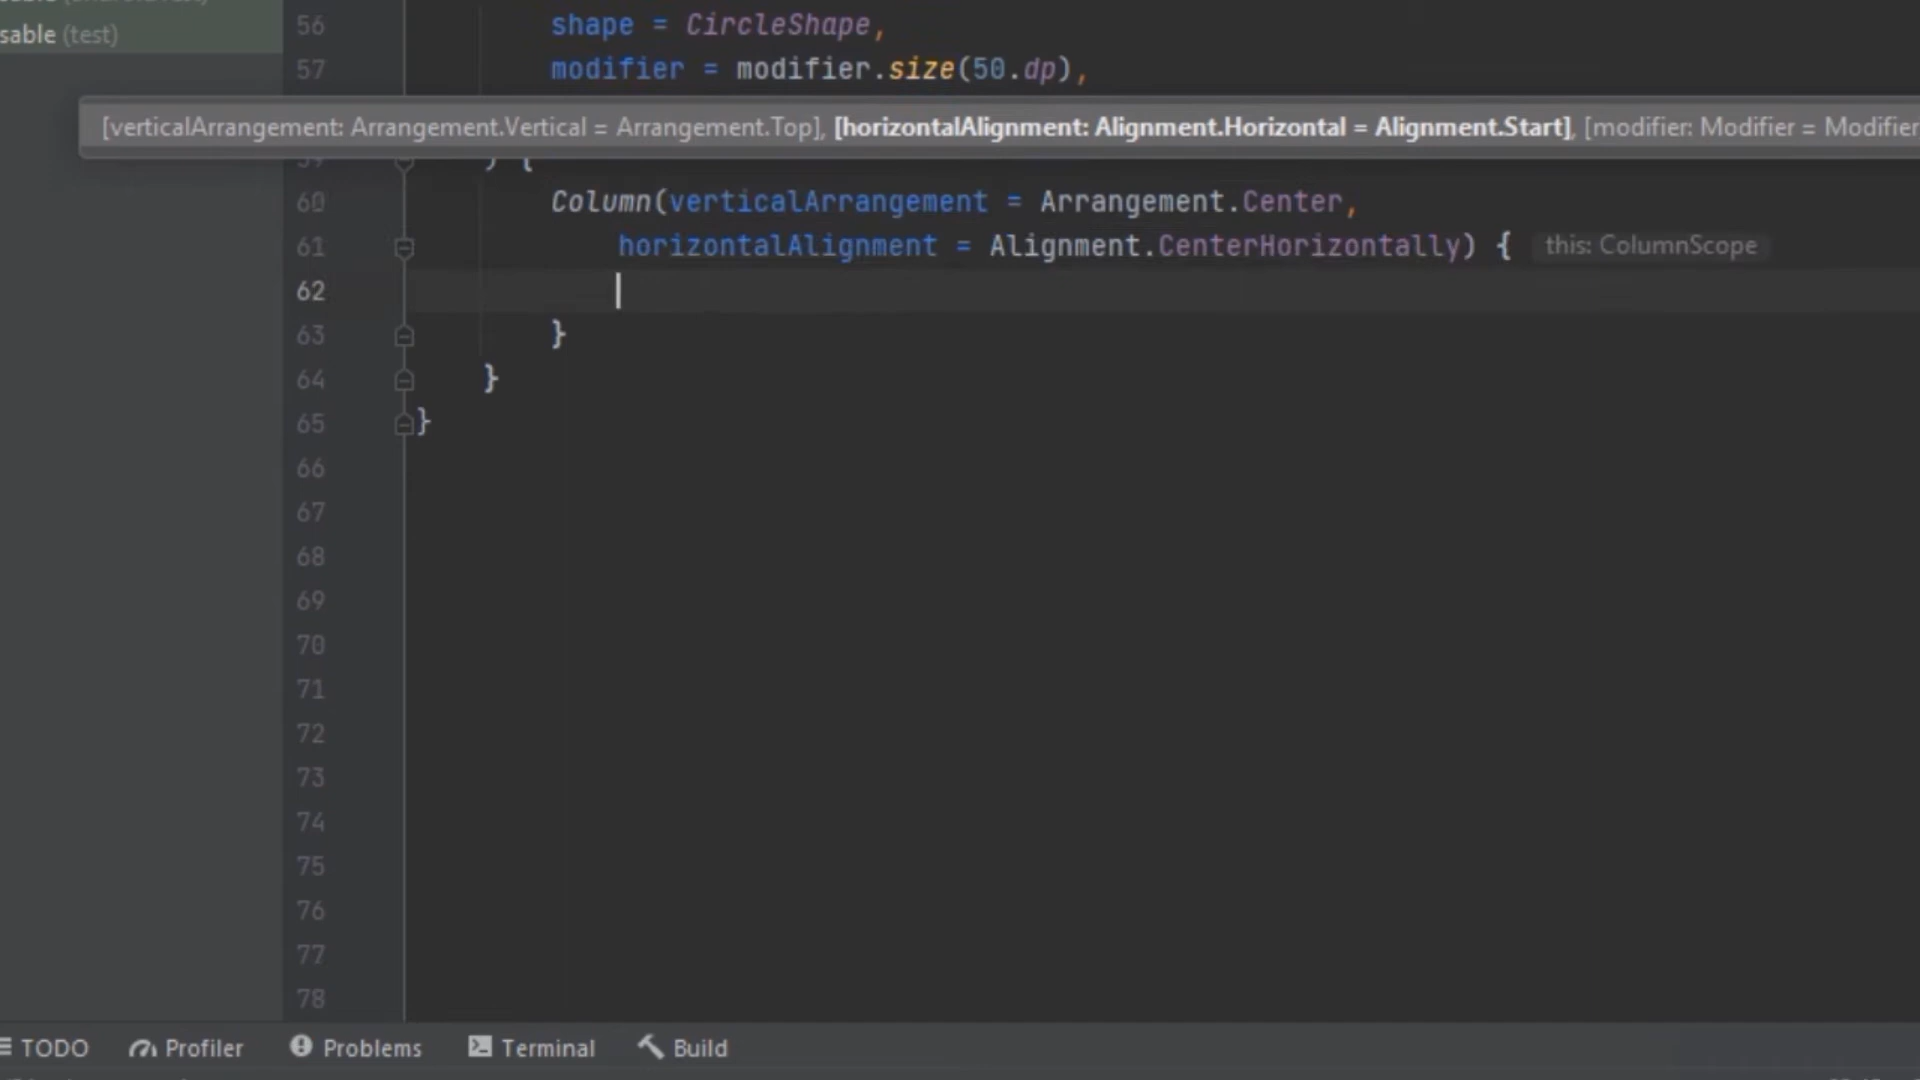 sable (test)
56 shape = CircleShape,
57 modifier = modifier.size(50.dp),
[verticalArrangement: Arrangement.Vertical = Arrangement.Top], [horizontalAlignment: Alignment.Horizontal = Alignment.Start], [modifier: Modifier = Modifier
59 ) {
60 Column(verticalArrangement = Arrangement.Center,
61 horizontalAlignment = Alignment.CenterHorizontally) { this: ColumnScope
62
63 }
64 }
65 }
66
67
68
69
70
71
72
73
74
75
76
77
78
TODO Profiler Problems Terminal Build